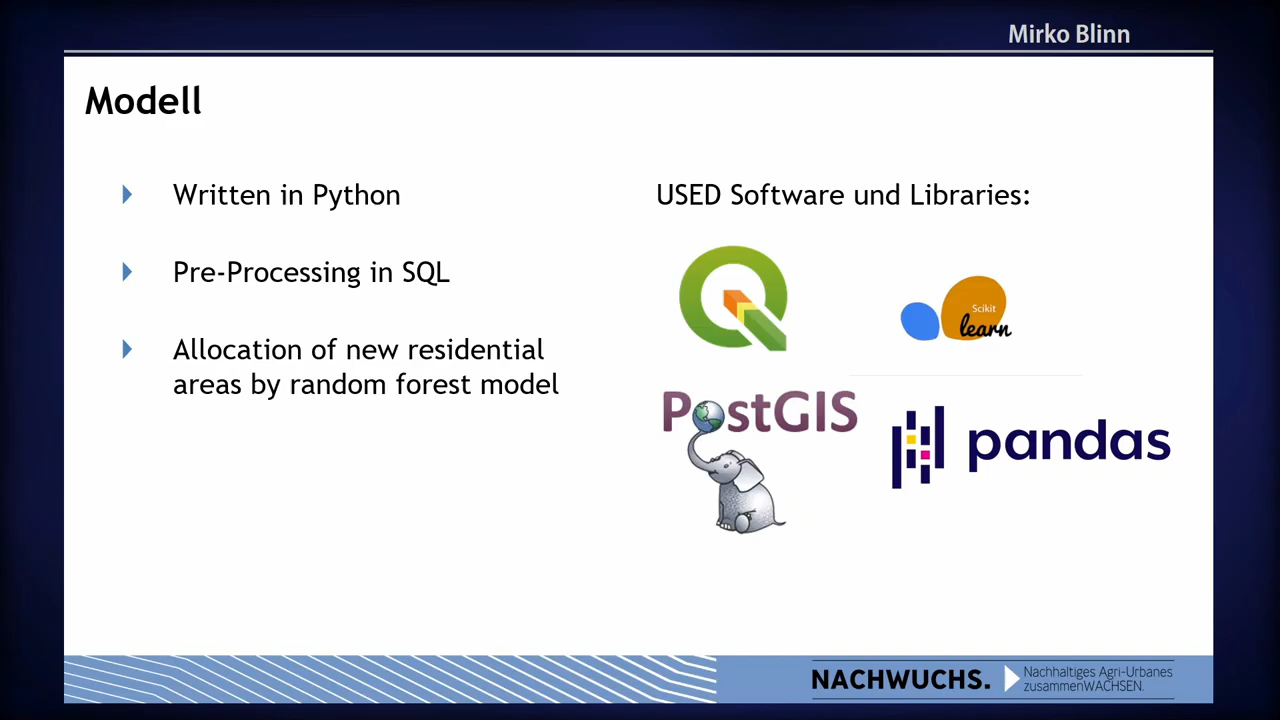 Mirko Blinn
Modell
Written in Python
Pre-Processing in SQL
Allocation of new residential
areas by random forest model
USED Software und Libraries:
Scikit
learn
PostGIS
pandas
NACHWUCHS.
Nachhaltiges Agri-Urbanes
zusammenWACHSEN.